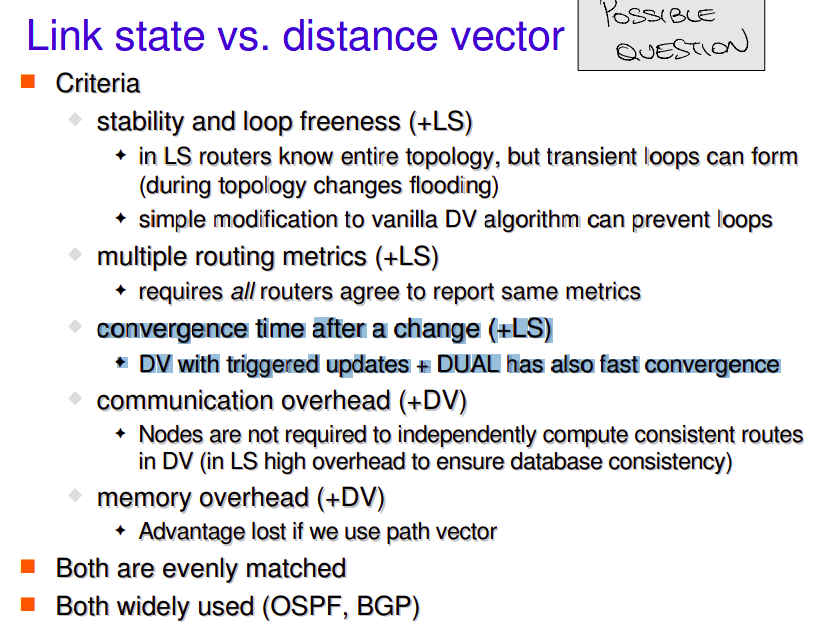 Link state vs. distance vector
POSSIBLE
QUESTION
Criteria
stability and loop freeness (+LS)
in LS routers know entire topology, but transient loops can form
(during topology changes flooding)
simple modification to vanilla DV algorithm can prevent loops
multiple routing metrics (+LS)
requires all routers agree to report same metrics
convergence time after a change (+LS)
DV with triggered updates + DUAL has also fast convergence
communication overhead (+DV)
Nodes are not required to independently compute consistent routes
in DV (in LS high overhead to ensure database consistency)
memory overhead (+DV)
Advantage lost if we use path vector
Both are evenly matched
Both widely used (OSPF, BGP)